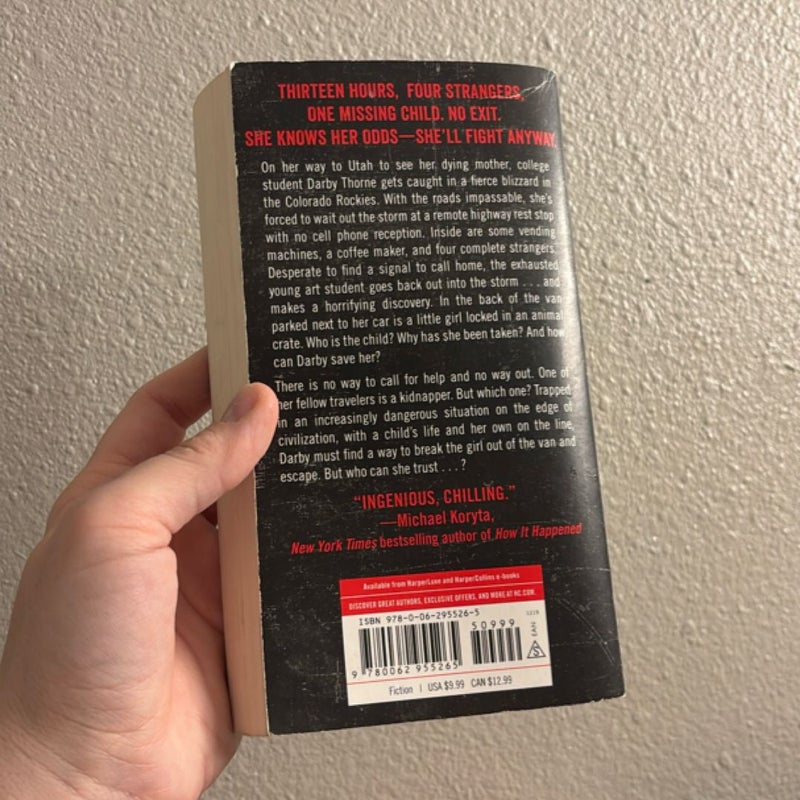 THIRTEEN HOURS, FOUR STRANGERS,
ONE MISSING CHILD. NO EXIT.
SHE KNOWS HER ODDS—SHE'LL FIGHT ANYWAY.
On her way to Utah to see her dying mother, college
student Darby Thorne gets caught in a fierce blizzard in
the Colorado Rockies. With the roads impassable, she's
forced to wait out the storm at a remote highway rest stop
with no cell phone reception. Inside are some vending
machines, a coffee maker, and four complete strangers.
Desperate to find a signal to call home, the exhausted
young art student goes back out into the storm . . . and
makes a horrifying discovery. In the back of the van
parked next to her car is a little girl locked in an animal
crate. Who is the child? Why has she been taken? And how
can Darby save her?
There is no way to call for help and no way out. One of
her fellow travelers is a kidnapper. But which one? Trapped
in an increasingly dangerous situation on the edge of
civilization, with a child's life and her own on the line,
Darby must find a way to break the girl out of the van and
escape. But who can she trust . . . ?
"INGENIOUS, CHILLING."
—Michael Koryta,
New York Times bestselling author of How It Happened
Available from HarperLuxe and HarperCollins e-books
DISCOVER GREAT AUTHORS, EXCLUSIVE OFFERS, AND MORE AT HC.COM.
ISBN 978-0-06-295526-5
50999
EAN
9 780062 955265
Fiction | USA $9.99 CAN $12.99